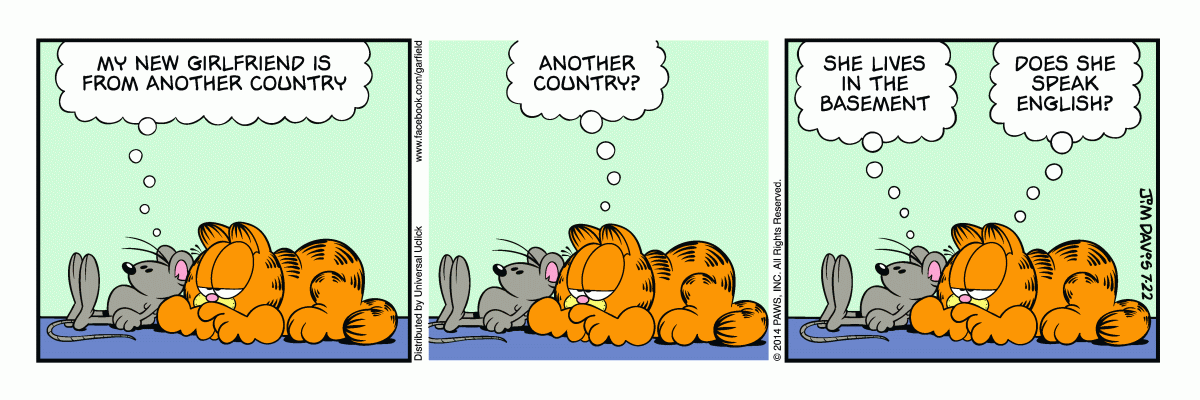 MY NEW GIRLFRIEND IS
FROM ANOTHER COUNTRY
Distributed by Universal Uclick
www.facebook.com/garfield
ANOTHER
COUNTRY?
© 2014 PAWS, INC. All Rights Reserved.
SHE LIVES
IN THE
BASEMENT
DOES SHE
SPEAK
ENGLISH?
JIM DAVIS 7-22